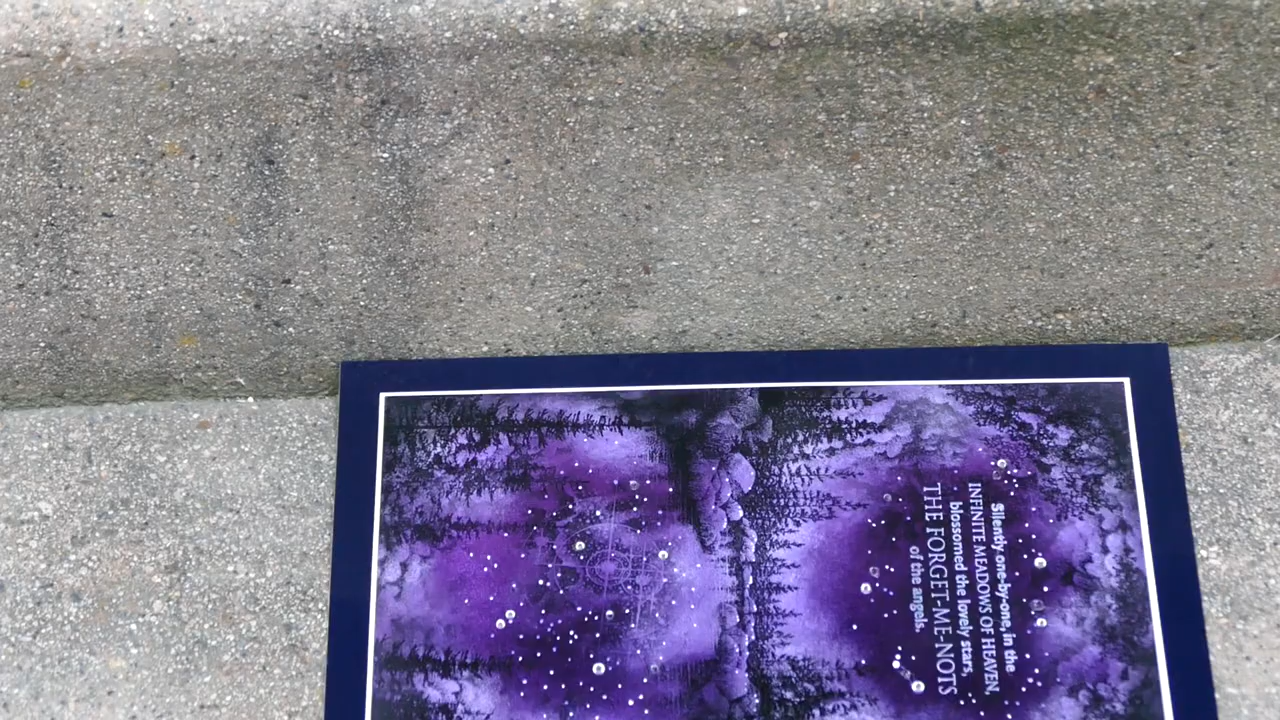 Silently one-by-one, in the
INFINITE MEADOWS OF HEAVEN,
blossomed the lovely stars,
THE FORGET-ME-NOTS
of the angels.